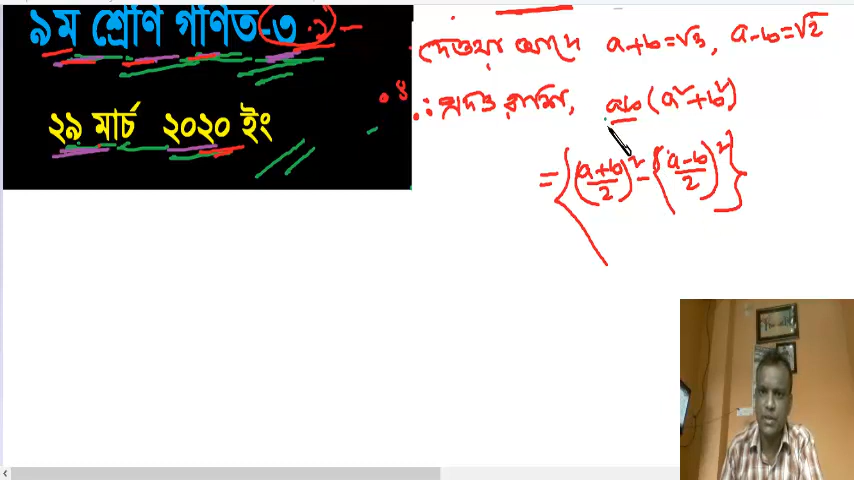 ৯ম শ্রেণি গণিত-৩
২৯ মার্চ ২০২০ ইং
দেওয়া আছে a+b=√3, a-b=√2
∴ প্রদত্ত রাশি, ab(a²+b²)
={((a+b)/2)²-((a-b)/2)²}